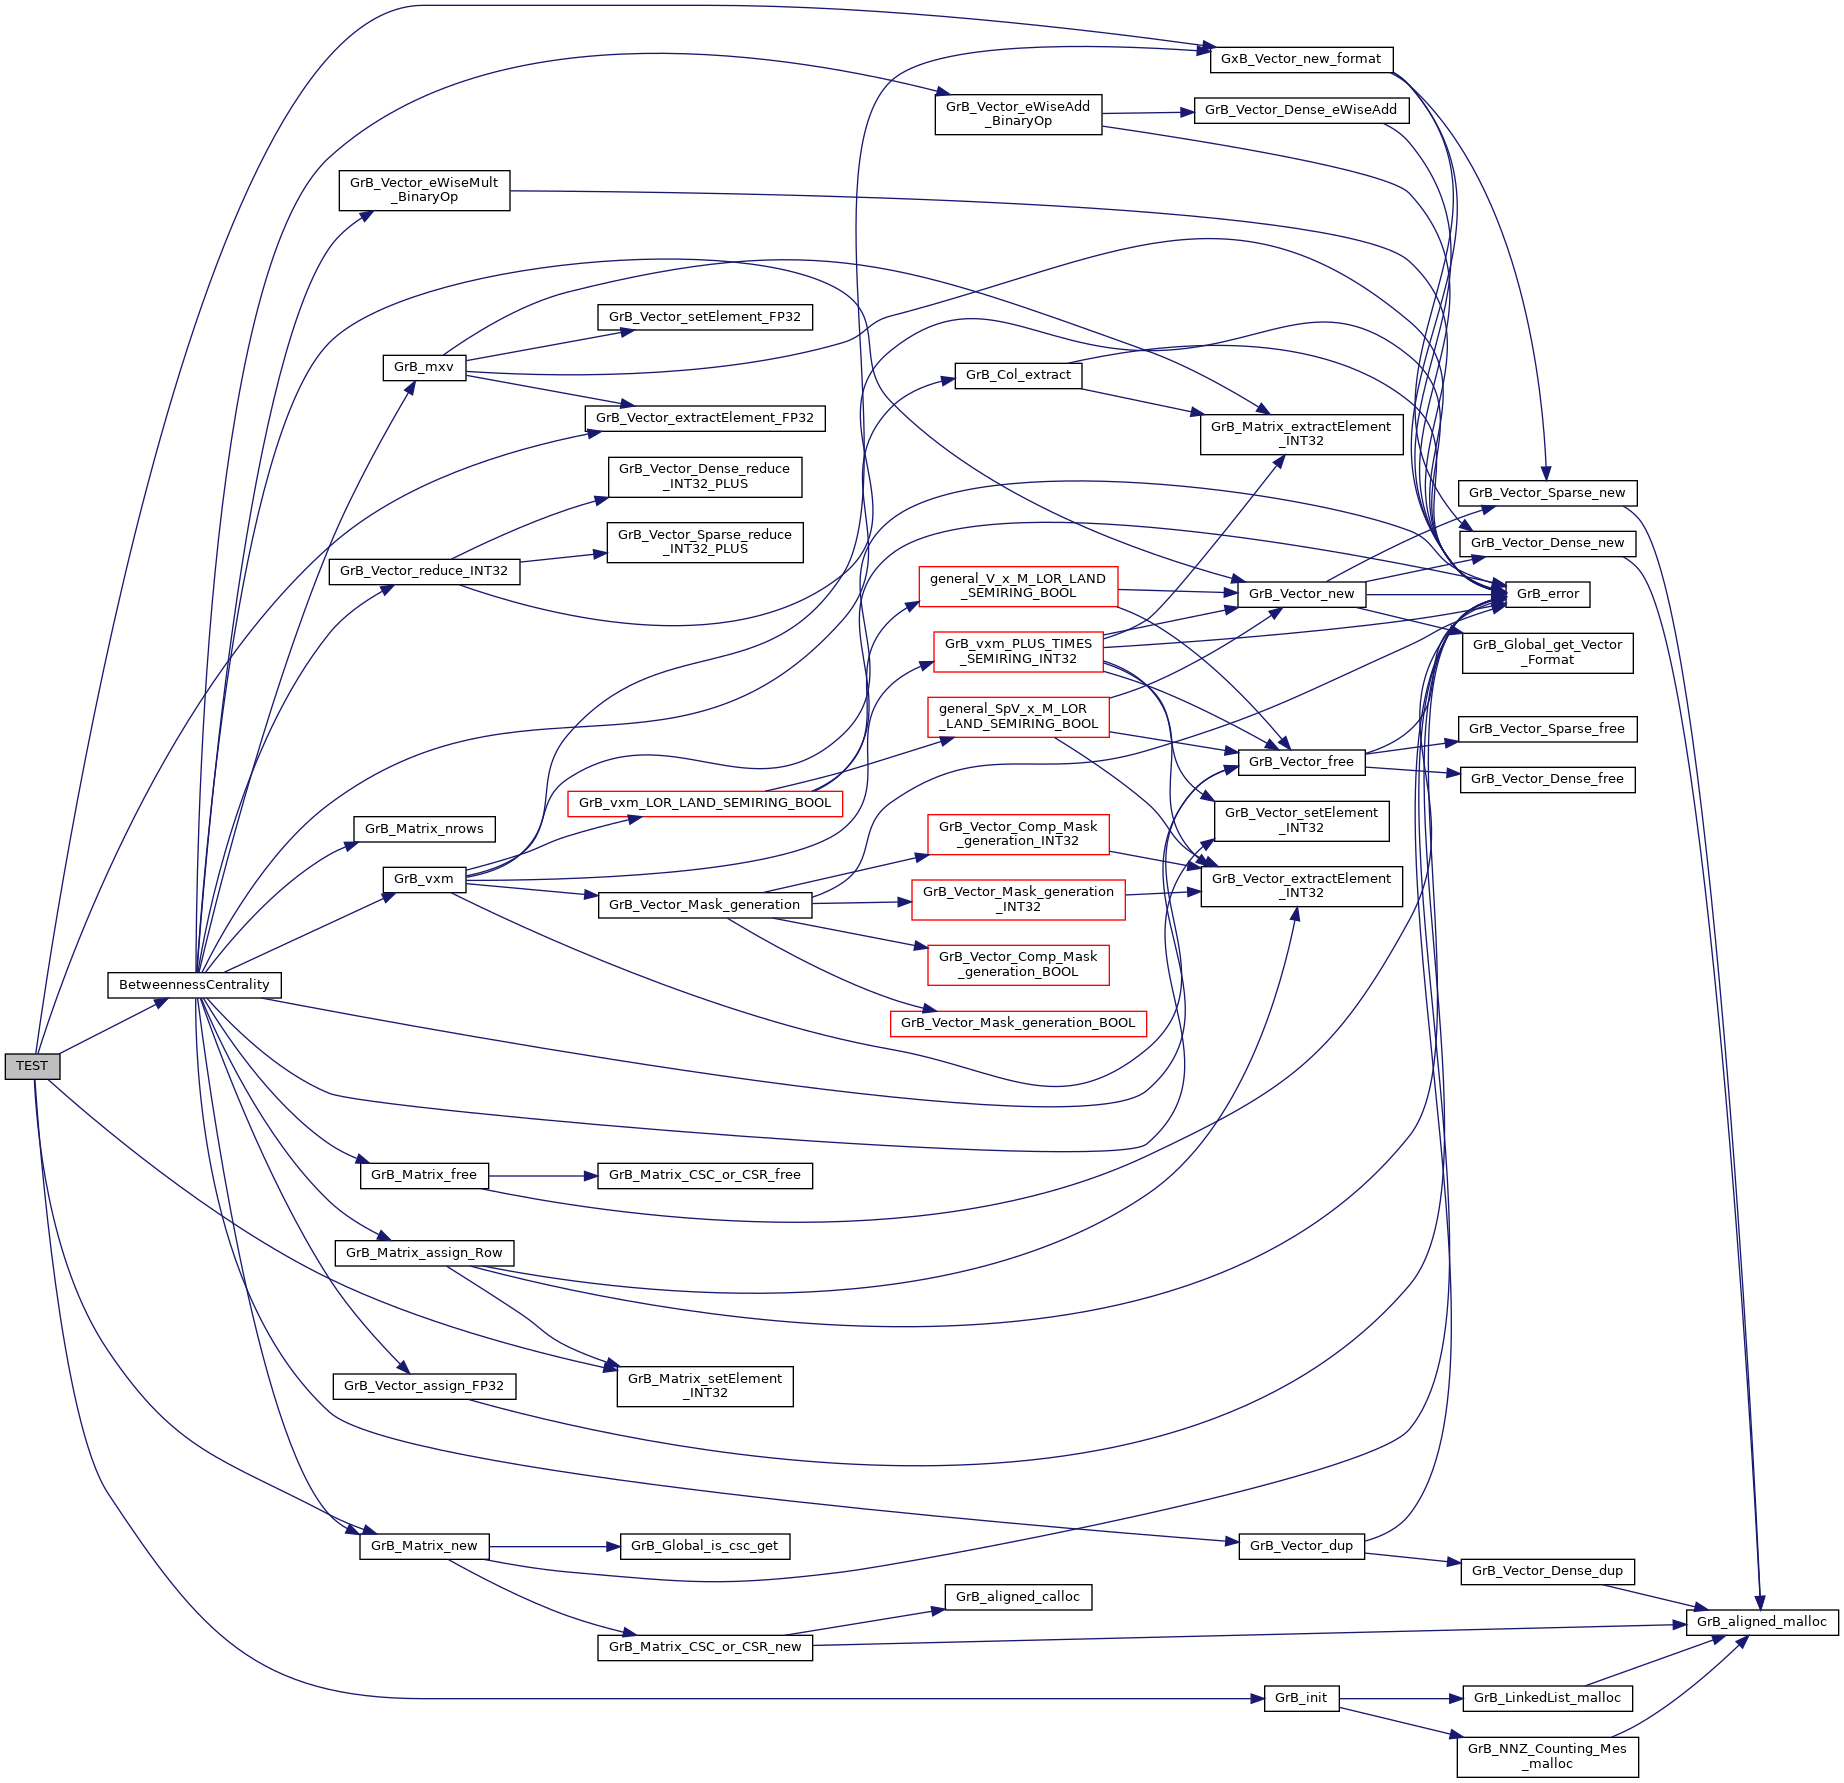 GxB_Vector_new_format
GrB_Vector_eWiseAdd
_BinaryOp
GrB_Vector_Dense_eWiseAdd
GrB_Vector_eWiseMult
_BinaryOp
GrB_Vector_setElement_FP32
GrB_mxv
GrB_Col_extract
GrB_Vector_extractElement_FP32
GrB_Matrix_extractElement
_INT32
GrB_Vector_Dense_reduce
_INT32_PLUS
GrB_Vector_Sparse_new
GrB_Vector_Sparse_reduce
_INT32_PLUS
GrB_Vector_Dense_new
GrB_Vector_reduce_INT32
general_V_x_M_LOR_LAND
_SEMIRING_BOOL
GrB_Vector_new
GrB_error
GrB_vxm_PLUS_TIMES
_SEMIRING_INT32
GrB_Global_get_Vector
_Format
general_SpV_x_M_LOR
_LAND_SEMIRING_BOOL
GrB_Vector_Sparse_free
GrB_Vector_free
GrB_Vector_Dense_free
GrB_vxm_LOR_LAND_SEMIRING_BOOL
GrB_Vector_setElement
_INT32
GrB_Matrix_nrows
GrB_Vector_Comp_Mask
_generation_INT32
GrB_vxm
GrB_Vector_extractElement
_INT32
GrB_Vector_Mask_generation
GrB_Vector_Mask_generation
_INT32
GrB_Vector_Comp_Mask
_generation_BOOL
BetweennessCentrality
GrB_Vector_Mask_generation_BOOL
TEST
GrB_Matrix_free
GrB_Matrix_CSC_or_CSR_free
GrB_Matrix_assign_Row
GrB_Vector_assign_FP32
GrB_Matrix_setElement
_INT32
GrB_Matrix_new
GrB_Global_is_csc_get
GrB_Vector_dup
GrB_Vector_Dense_dup
GrB_aligned_calloc
GrB_aligned_malloc
GrB_Matrix_CSC_or_CSR_new
GrB_init
GrB_LinkedList_malloc
GrB_NNZ_Counting_Mes
_malloc